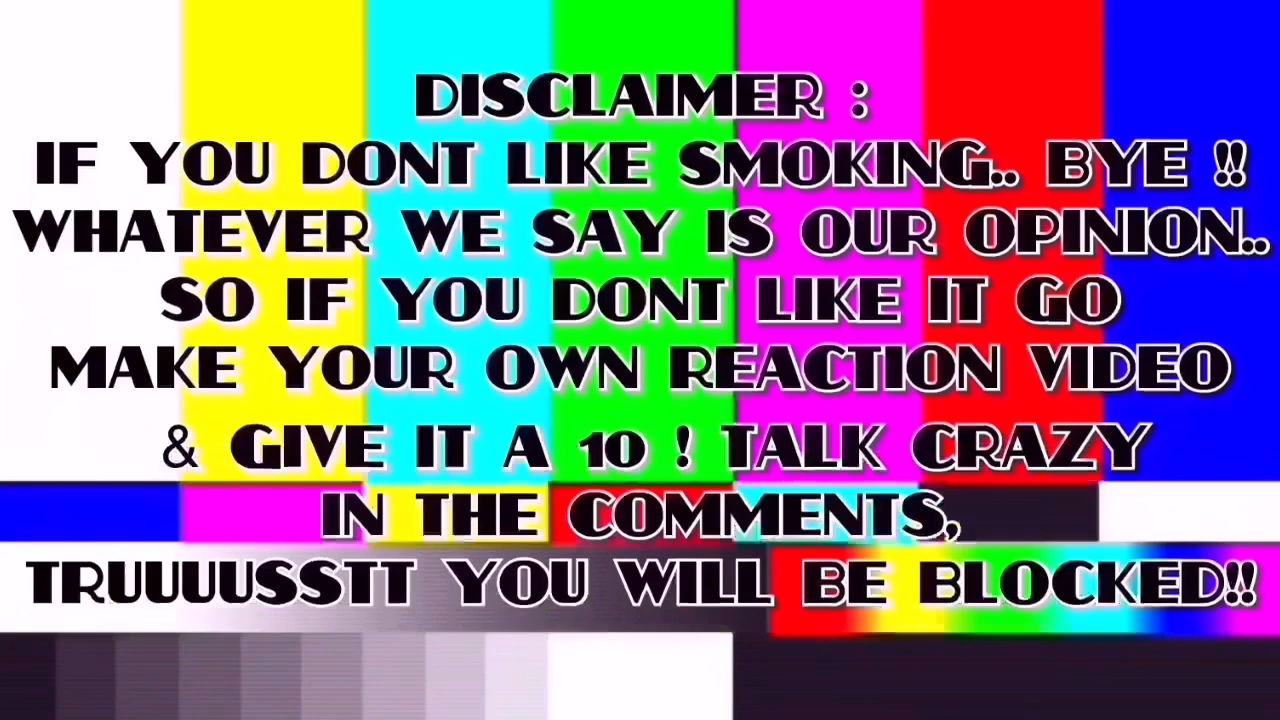 DISCLAIMER :
IF YOU DONT LIKE SMOKING.. BYE !!
WHATEVER WE SAY IS OUR OPINION..
SO IF YOU DONT LIKE IT GO
MAKE YOUR OWN REACTION VIDEO
& GIVE IT A 10 ! TALK CRAZY
IN THE COMMENTS,
TRUUUUSSTT YOU WILL BE BLOCKED!!